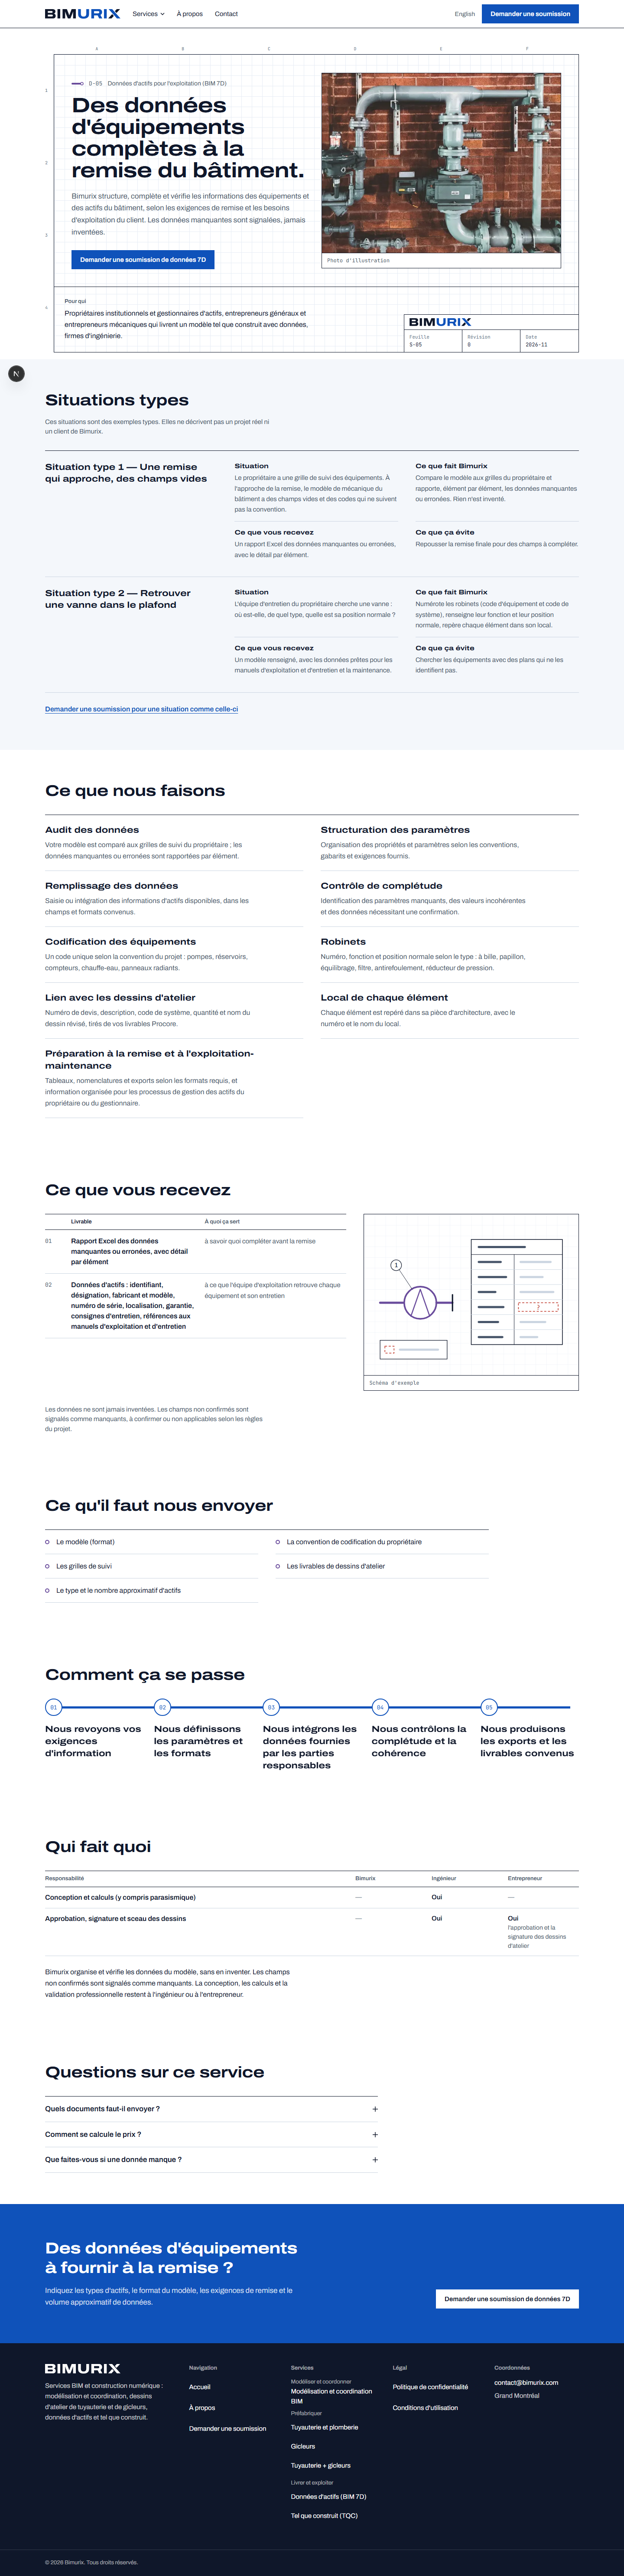 BIMURIX
Services
À propos
Contact
English
Demander une soumission
A
B
C
D
E
F
1
2
3
4
S-05 Données d'actifs pour l'exploitation (BIM 7D)
Des données
d'équipements
complètes à la
remise du bâtiment.
Bimurix structure, complète et vérifie les informations des équipements et
des actifs du bâtiment, selon les exigences de remise et les besoins
d'exploitation du client. Les données manquantes sont signalées, jamais
inventées.
Demander une soumission de données 7D
Photo d'illustration
Pour qui
Propriétaires institutionnels et gestionnaires d'actifs, entrepreneurs généraux et
entrepreneurs mécaniques qui livrent un modèle tel que construit avec données,
firmes d'ingénierie.
BIMURIX
Feuille
S-05
Révision
0
Date
2026-11
N
Situations types
Ces situations sont des exemples types. Elles ne décrivent pas un projet réel ni
un client de Bimurix.
Situation type 1 — Une remise
qui approche, des champs vides
Situation
Le propriétaire a une grille de suivi des équipements. À
l'approche de la remise, le modèle de mécanique du
bâtiment a des champs vides et des codes qui ne suivent
pas la convention.
Ce que fait Bimurix
Compare le modèle aux grilles du propriétaire et
rapporte, élément par élément, les données manquantes
ou erronées. Rien n'est inventé.
Ce que vous recevez
Un rapport Excel des données manquantes ou erronées,
avec le détail par élément.
Ce que ça évite
Repousser la remise finale pour des champs à compléter.
Situation type 2 — Retrouver
une vanne dans le plafond
Situation
L'équipe d'entretien du propriétaire cherche une vanne :
où est-elle, de quel type, quelle est sa position normale ?
Ce que fait Bimurix
Numérote les robinets (code d'équipement et code de
système), renseigne leur fonction et leur position
normale, repère chaque élément dans son local.
Ce que vous recevez
Un modèle renseigné, avec les données prêtes pour les
manuels d'exploitation et d'entretien et la maintenance.
Ce que ça évite
Chercher les équipements avec des plans qui ne les
identifient pas.
Demander une soumission pour une situation comme celle-ci
Ce que nous faisons
Audit des données
Votre modèle est comparé aux grilles de suivi du propriétaire ; les
données manquantes ou erronées sont rapportées par élément.
Structuration des paramètres
Organisation des propriétés et paramètres selon les conventions,
gabarits et exigences fournis.
Remplissage des données
Saisie ou intégration des informations d'actifs disponibles, dans les
champs et formats convenus.
Contrôle de complétude
Identification des paramètres manquants, des valeurs incohérentes
et des données nécessitant une confirmation.
Codification des équipements
Un code unique selon la convention du projet : pompes, réservoirs,
compteurs, chauffe-eau, panneaux radiants.
Robinets
Numéro, fonction et position normale selon le type : à bille, papillon,
équilibrage, filtre, antirefoulement, réducteur de pression.
Lien avec les dessins d'atelier
Numéro de devis, description, code de système, quantité et nom du
dessin révisé, tirés de vos livrables Procore.
Local de chaque élément
Chaque élément est repéré dans sa pièce d'architecture, avec le
numéro et le nom du local.
Préparation à la remise et à l'exploitation-
maintenance
Tableaux, nomenclatures et exports selon les formats requis, et
information organisée pour les processus de gestion des actifs du
propriétaire ou du gestionnaire.
Ce que vous recevez
Livrable
À quoi ça sert
01
Rapport Excel des données
manquantes ou erronées, avec détail
par élément
à savoir quoi compléter avant la remise
02
Données d'actifs : identifiant,
désignation, fabricant et modèle,
numéro de série, localisation, garantie,
consignes d'entretien, références aux
manuels d'exploitation et d'entretien
à ce que l'équipe d'exploitation retrouve chaque
équipement et son entretien
1
?
Schéma d'exemple
Les données ne sont jamais inventées. Les champs non confirmés sont
signalés comme manquants, à confirmer ou non applicables selon les règles
du projet.
Ce qu'il faut nous envoyer
Le modèle (format)
La convention de codification du propriétaire
Les grilles de suivi
Les livrables de dessins d'atelier
Le type et le nombre approximatif d'actifs
Comment ça se passe
01
02
03
04
05
Nous revoyons vos
exigences
d'information
Nous définissons
les paramètres et
les formats
Nous intégrons les
données fournies
par les parties
responsables
Nous contrôlons la
complétude et la
cohérence
Nous produisons
les exports et les
livrables convenus
Qui fait quoi
Responsabilité
Bimurix
Ingénieur
Entrepreneur
Conception et calculs (y compris parasismique)
—
Oui
—
Approbation, signature et sceau des dessins
—
Oui
Oui
l'approbation et la
signature des dessins
d'atelier
Bimurix organise et vérifie les données du modèle, sans en inventer. Les champs
non confirmés sont signalés comme manquants. La conception, les calculs et la
validation professionnelle restent à l'ingénieur ou à l'entrepreneur.
Questions sur ce service
Quels documents faut-il envoyer ?
+
Comment se calcule le prix ?
+
Que faites-vous si une donnée manque ?
+
Des données d'équipements
à fournir à la remise ?
Indiquez les types d'actifs, le format du modèle, les exigences de remise et le
volume approximatif de données.
Demander une soumission de données 7D
BIMURIX
Services BIM et construction numérique :
modélisation et coordination, dessins
d'atelier de tuyauterie et de gicleurs,
données d'actifs et tel que construit.
Navigation
Accueil
À propos
Demander une soumission
Services
Modéliser et coordonner
Modélisation et coordination
BIM
Préfabriquer
Tuyauterie et plomberie
Gicleurs
Tuyauterie + gicleurs
Livrer et exploiter
Données d'actifs (BIM 7D)
Tel que construit (TQC)
Légal
Politique de confidentialité
Conditions d'utilisation
Coordonnées
contact@bimurix.com
Grand Montréal
© 2026 Bimurix. Tous droits réservés.